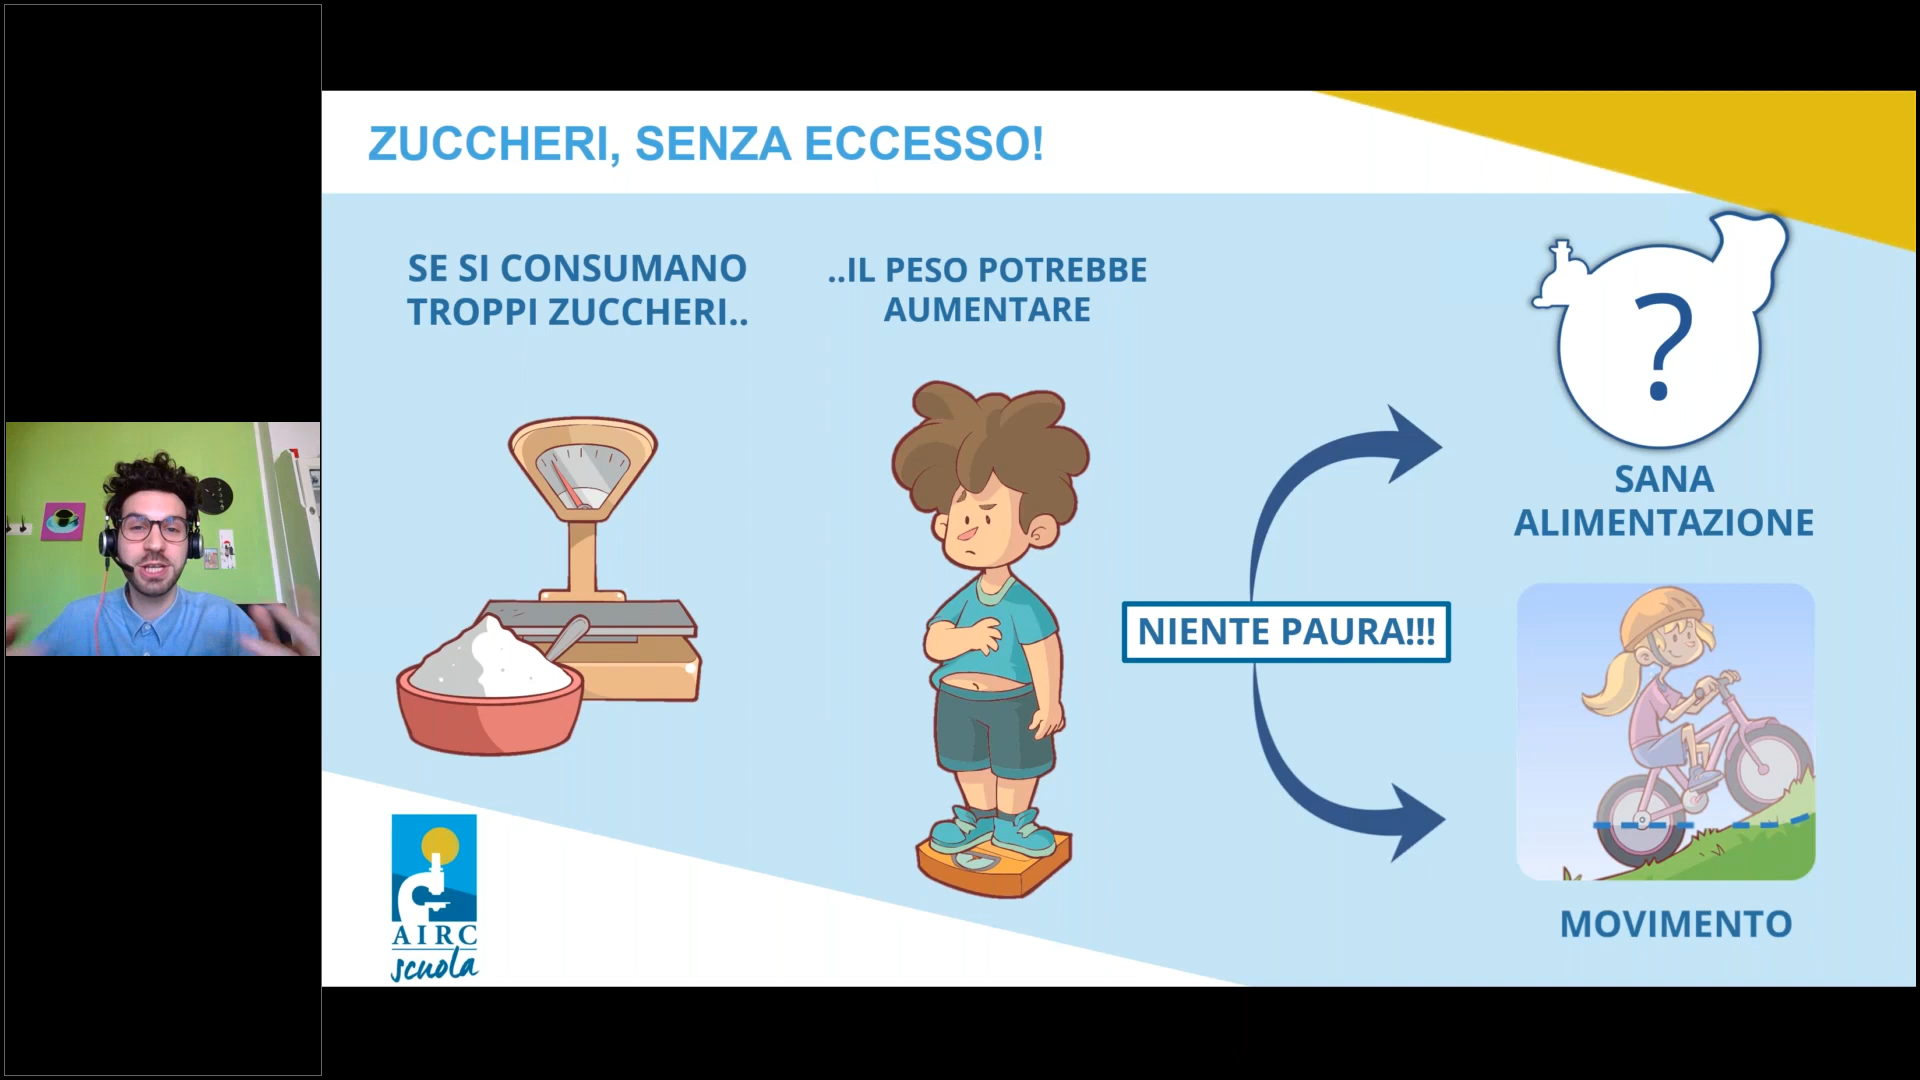 ZUCCHERI, SENZA ECCESSO!
SE SI CONSUMANO
TROPPI ZUCCHERI..
..IL PESO POTREBBE
AUMENTARE
?
SANA
ALIMENTAZIONE
NIENTE PAURA!!!
MOVIMENTO
AIRC
scuola